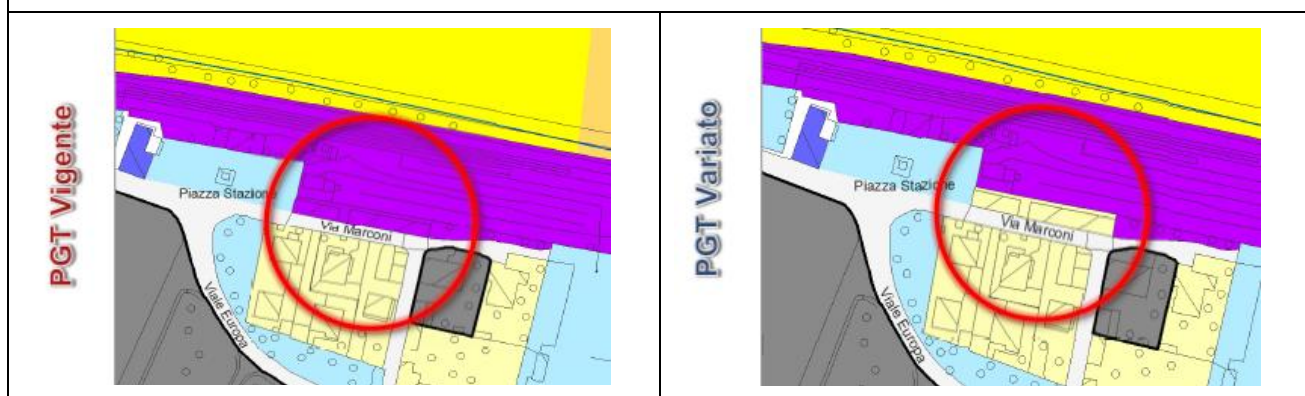 PGT Vigente
Piazza Stazione
Via Marconi
Viale Europa
PGT Variato
Piazza Stazione
Via Marconi
Viale Europa